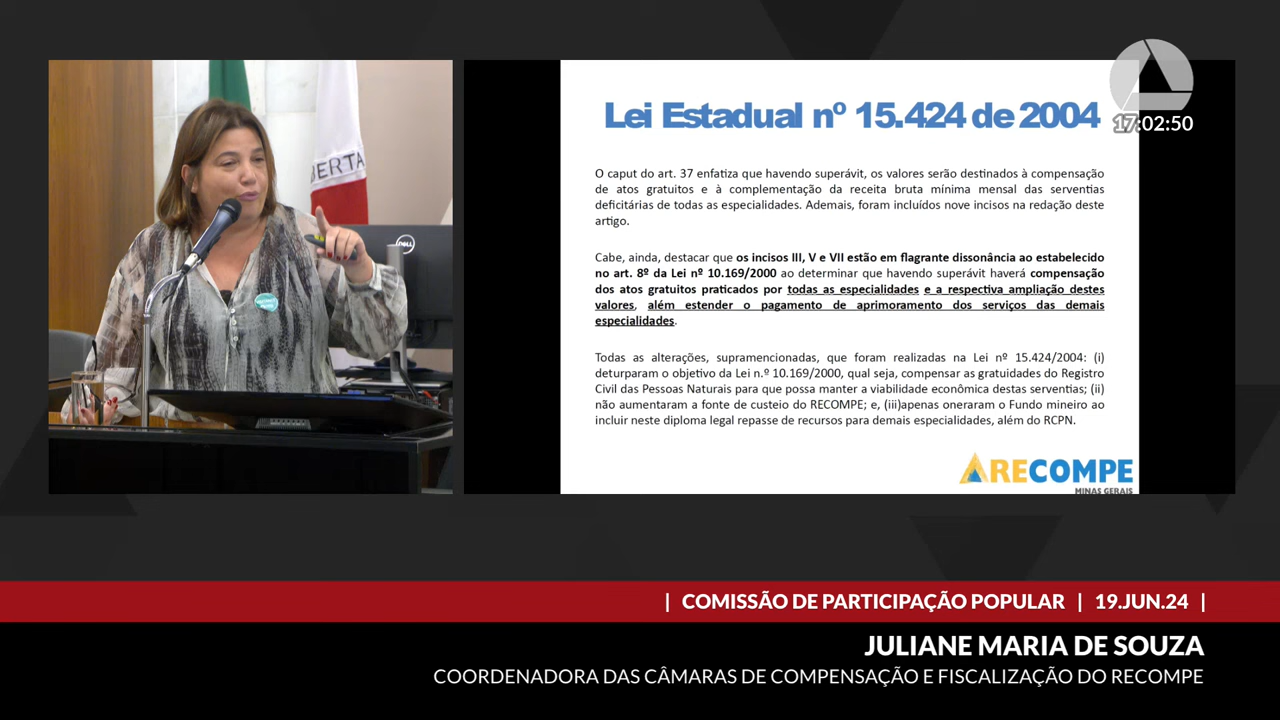 BERTA
DELL
Lei Estadual nº 15.424 de 2004
17:02:50
O caput do art. 37 enfatiza que havendo superávit, os valores serão destinados à compensação
de atos gratuitos e à complementação da receita bruta mínima mensal das serventias
deficitárias de todas as especialidades. Ademais, foram incluídos nove incisos na redação deste
artigo.
Cabe, ainda, destacar que os incisos III, V e VII estão em flagrante dissonância ao estabelecido
no art. 8º da Lei nº 10.169/2000 ao determinar que havendo superávit haverá compensação
dos atos gratuitos praticados por todas as especialidades e a respectiva ampliação destes
valores, além estender o pagamento de aprimoramento dos serviços das demais
especialidades.
Todas as alterações, supramencionadas, que foram realizadas na Lei nº 15.424/2004: (i)
deturparam o objetivo da Lei n.º 10.169/2000, qual seja, compensar as gratuidades do Registro
Civil das Pessoas Naturais para que possa manter a viabilidade econômica destas serventias; (ii)
não aumentaram a fonte de custeio do RECOMPE; e, (iii)apenas oneraram o Fundo mineiro ao
incluir neste diploma legal repasse de recursos para demais especialidades, além do RCPN.
RECOMPE
MINAS GERAIS
| COMISSÃO DE PARTICIPAÇÃO POPULAR | 19.JUN.24 |
JULIANE MARIA DE SOUZA
COORDENADORA DAS CÂMARAS DE COMPENSAÇÃO E FISCALIZAÇÃO DO RECOMPE